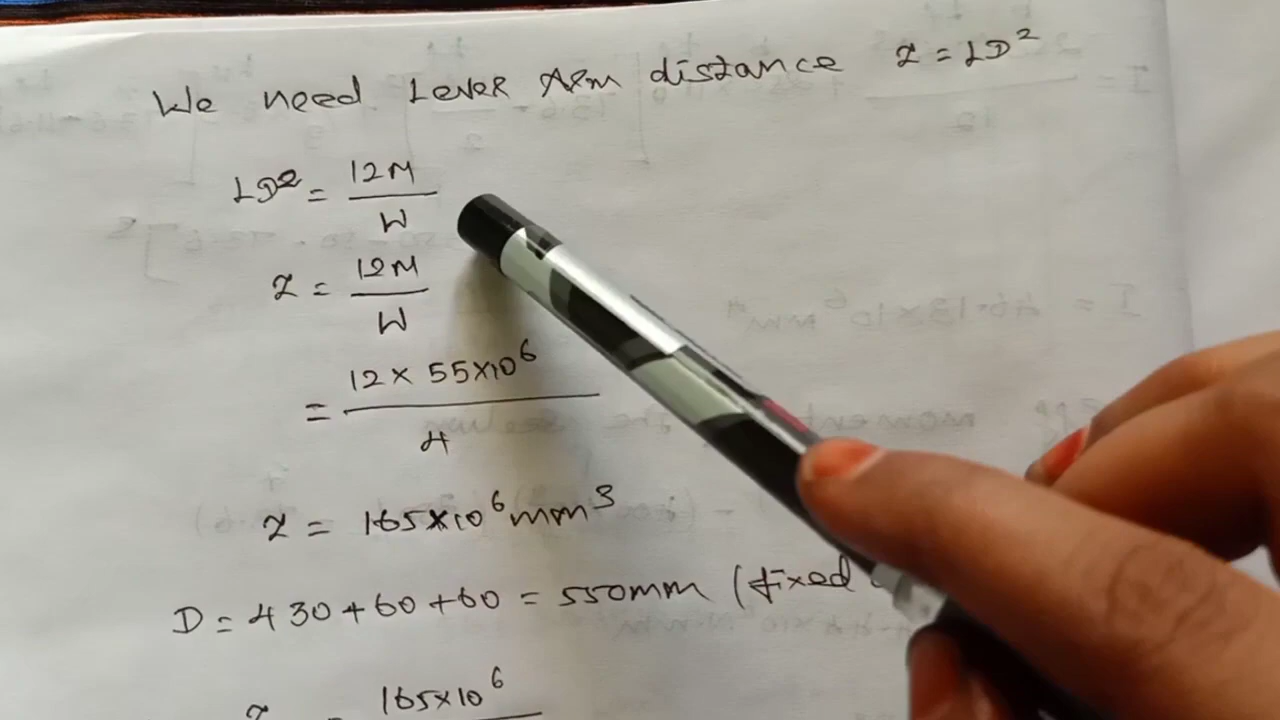 We need Lever Arm distance Z = LD²
LD² = 12M / W
Z = 12M / W
= 12 × 55×10⁶ / 4
Z = 165×10⁶ mm³
D = 430 + 60 + 60 = 550mm (fixed
Z = 165×10⁶